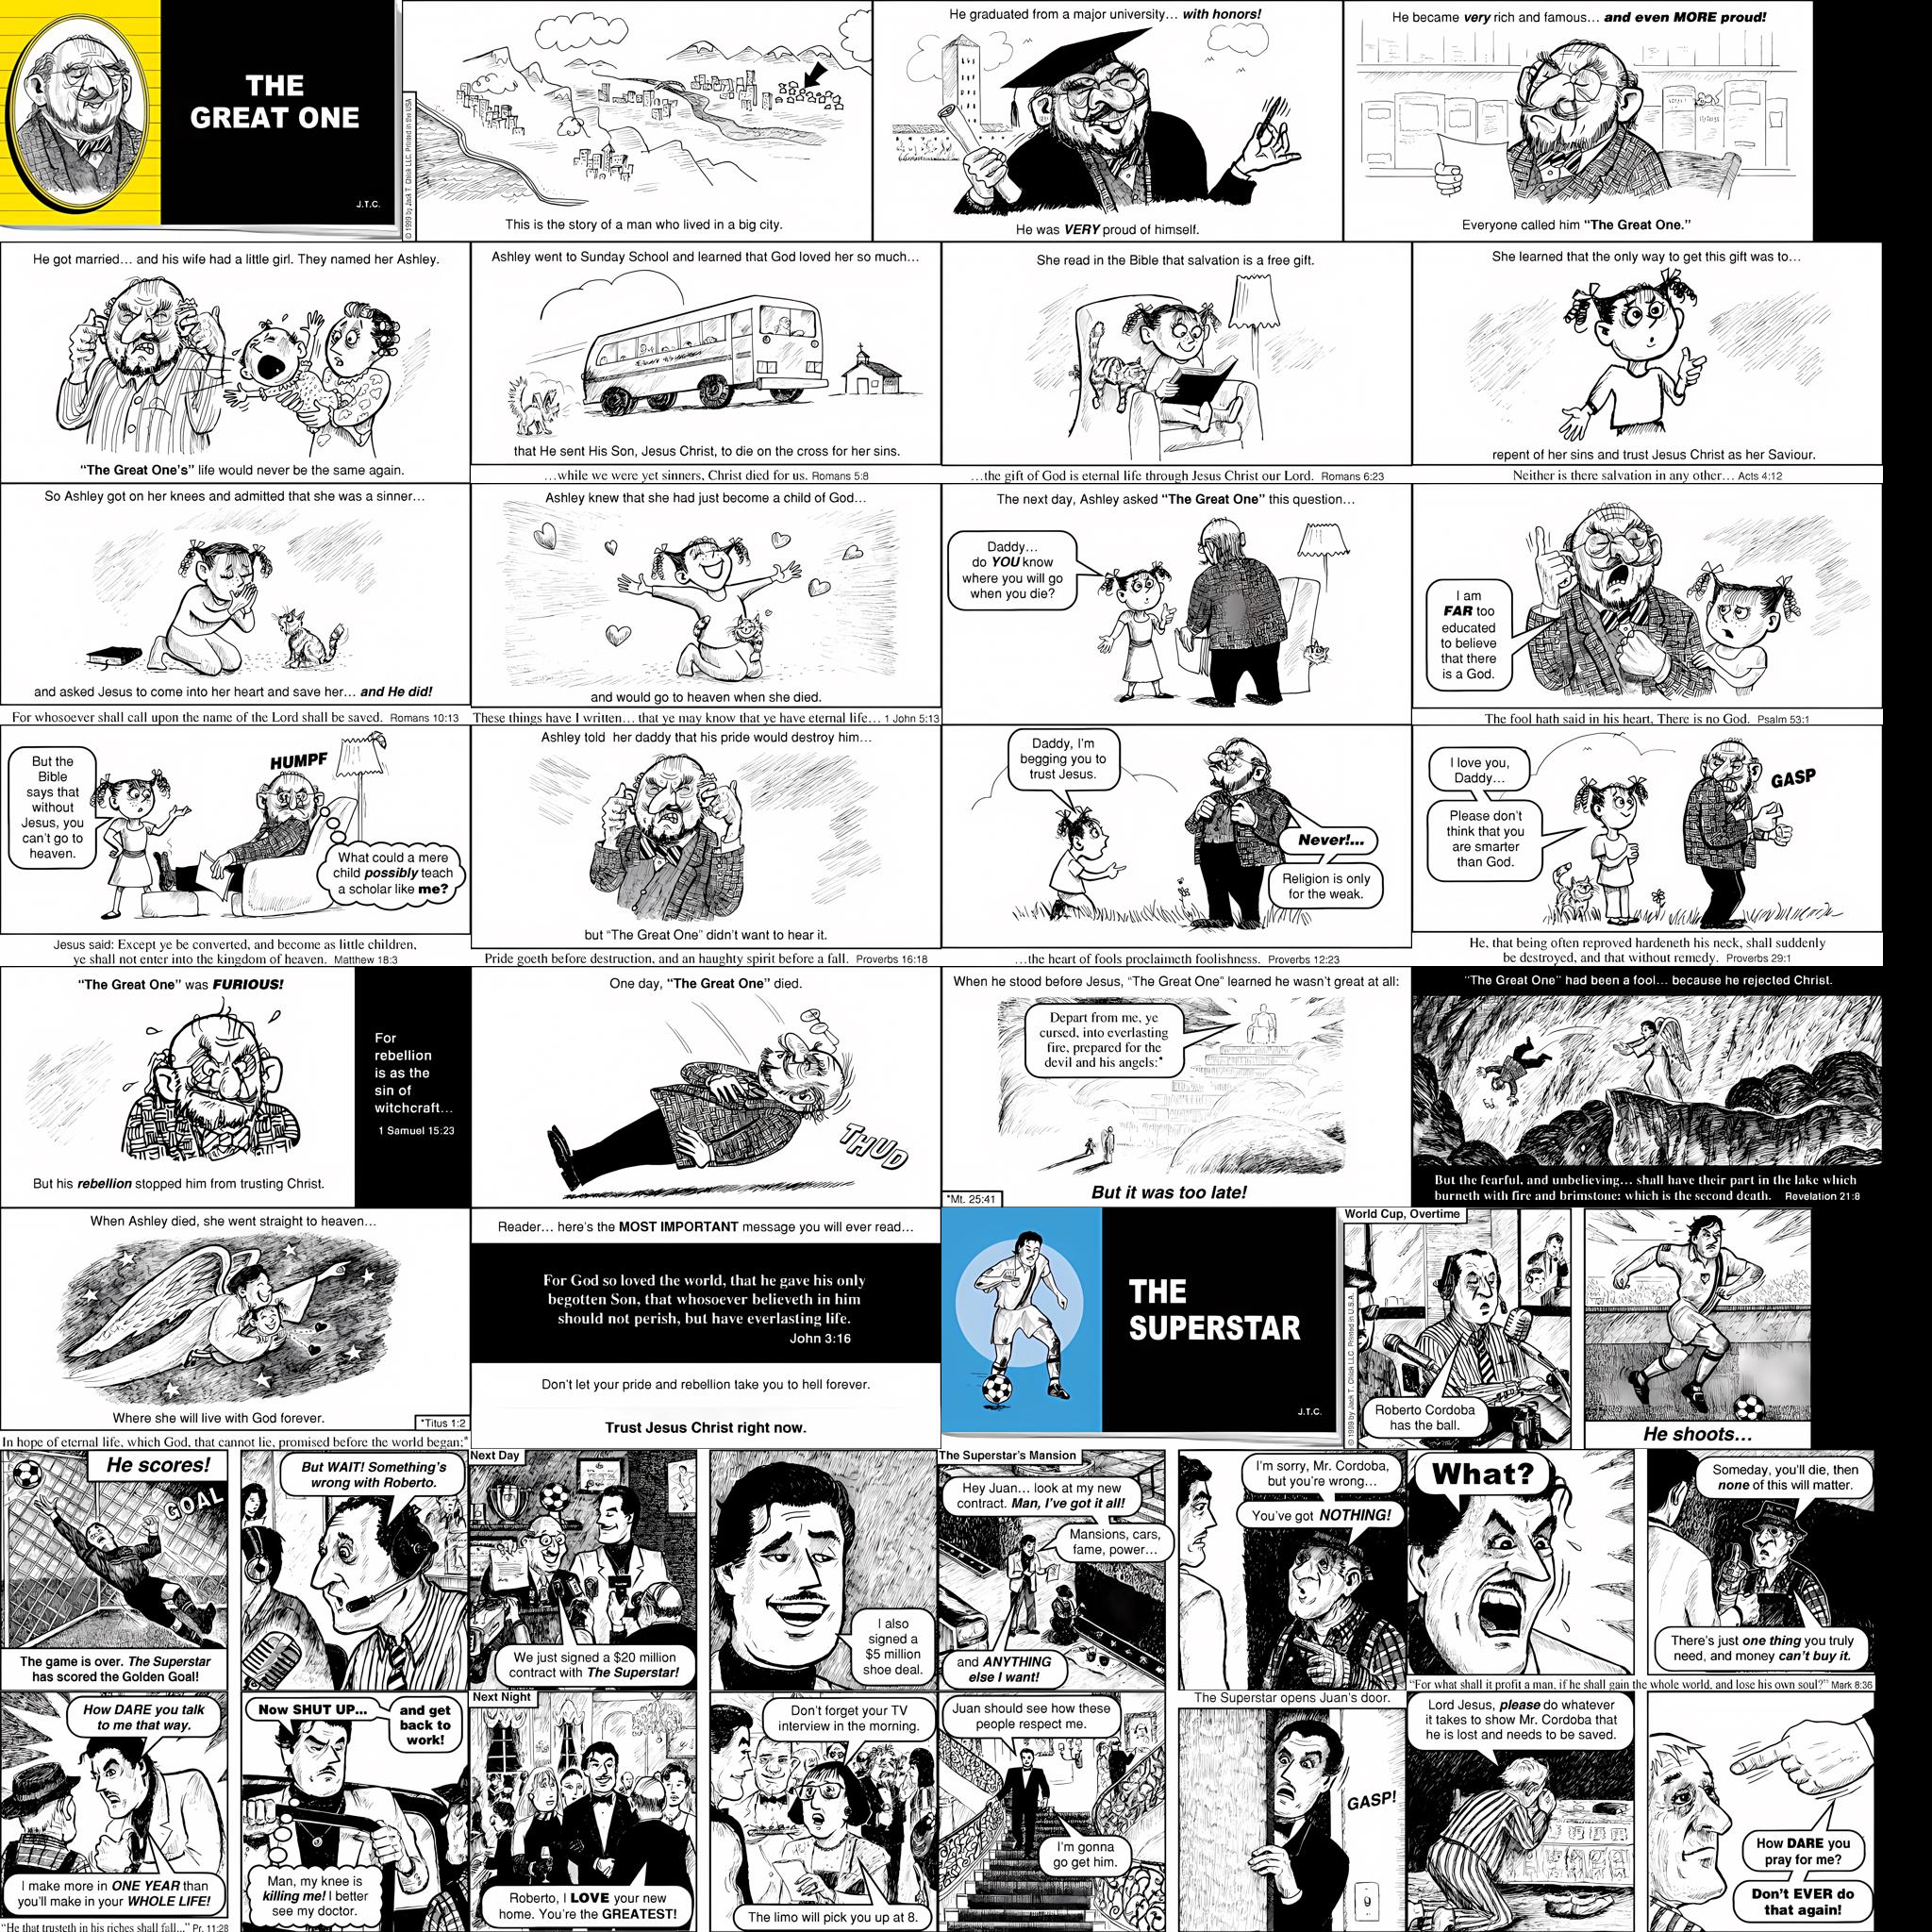 THE
GREAT ONE
J.T.C.
© 1999 by Jack T. Chick LLC. Printed in the USA
This is the story of a man who lived in a big city.
He graduated from a major university… with honors!
He was VERY proud of himself.
He became very rich and famous… and even MORE proud!
Everyone called him “The Great One.”
He got married… and his wife had a little girl. They named her Ashley.
“The Great One’s” life would never be the same again.
Ashley went to Sunday School and learned that God loved her so much…
that He sent His Son, Jesus Christ, to die on the cross for her sins.
…while we were yet sinners, Christ died for us. Romans 5:8
She read in the Bible that salvation is a free gift.
…the gift of God is eternal life through Jesus Christ our Lord. Romans 6:23
She learned that the only way to get this gift was to…
repent of her sins and trust Jesus Christ as her Saviour.
Neither is there salvation in any other… Acts 4:12
So Ashley got on her knees and admitted that she was a sinner…
and asked Jesus to come into her heart and save her… and He did!
For whosoever shall call upon the name of the Lord shall be saved. Romans 10:13
Ashley knew that she had just become a child of God…
and would go to heaven when she died.
These things have I written… that ye may know that ye have eternal life… 1 John 5:13
The next day, Ashley asked “The Great One” this question…
Daddy…
do YOU know
where you will go
when you die?
I am
FAR too
educated
to believe
that there
is a God.
The fool hath said in his heart, There is no God. Psalm 53:1
But the
Bible
says that
without
Jesus, you
can’t go to
heaven.
HUMPF
What could a mere
child possibly teach
a scholar like me?
Jesus said: Except ye be converted, and become as little children,
ye shall not enter into the kingdom of heaven. Matthew 18:3
Ashley told her daddy that his pride would destroy him…
but “The Great One” didn’t want to hear it.
Pride goeth before destruction, and an haughty spirit before a fall. Proverbs 16:18
Daddy, I’m
begging you to
trust Jesus.
Never!…
Religion is only
for the weak.
…the heart of fools proclaimeth foolishness. Proverbs 12:23
I love you,
Daddy…
Please don’t
think that you
are smarter
than God.
GASP
He, that being often reproved hardeneth his neck, shall suddenly
be destroyed, and that without remedy. Proverbs 29:1
“The Great One” was FURIOUS!
But his rebellion stopped him from trusting Christ.
For
rebellion
is as the
sin of
witchcraft…
1 Samuel 15:23
One day, “The Great One” died.
THUD
When he stood before Jesus, “The Great One” learned he wasn’t great at all:
Depart from me, ye
cursed, into everlasting
fire, prepared for the
devil and his angels:*
*Mt. 25:41
But it was too late!
“The Great One” had been a fool… because he rejected Christ.
But the fearful, and unbelieving… shall have their part in the lake which
burneth with fire and brimstone: which is the second death. Revelation 21:8
When Ashley died, she went straight to heaven…
Where she will live with God forever.
*Titus 1:2
In hope of eternal life, which God, that cannot lie, promised before the world began;*
Reader… here’s the MOST IMPORTANT message you will ever read…
For God so loved the world, that he gave his only
begotten Son, that whosoever believeth in him
should not perish, but have everlasting life.
John 3:16
Don’t let your pride and rebellion take you to hell forever.
Trust Jesus Christ right now.
THE
SUPERSTAR
J.T.C.
World Cup, Overtime
© 1999 by Jack T. Chick LLC. Printed in U.S.A.
Roberto Cordoba
has the ball.
He shoots…
He scores!
GOAL
The game is over. The Superstar
has scored the Golden Goal!
But WAIT! Something’s
wrong with Roberto.
Next Day
We just signed a $20 million
contract with The Superstar!
I also
signed a
$5 million
shoe deal.
The Superstar’s Mansion
Hey Juan… look at my new
contract. Man, I’ve got it all!
Mansions, cars,
fame, power…
and ANYTHING
else I want!
I’m sorry, Mr. Cordoba,
but you’re wrong…
You’ve got NOTHING!
What?
Someday, you’ll die, then
none of this will matter.
There’s just one thing you truly
need, and money can’t buy it.
“For what shall it profit a man, if he shall gain the whole world, and lose his own soul?” Mark 8:36
How DARE you talk
to me that way.
I make more in ONE YEAR than
you’ll make in your WHOLE LIFE!
“He that trusteth in his riches shall fall…” Pr. 11:28
Now SHUT UP…
and get
back to
work!
Man, my knee is
killing me! I better
see my doctor.
Next Night
Roberto, I LOVE your new
home. You’re the GREATEST!
Don’t forget your TV
interview in the morning.
The limo will pick you up at 8.
Juan should see how these
people respect me.
I’m gonna
go get him.
The Superstar opens Juan’s door.
GASP!
Lord Jesus, please do whatever
it takes to show Mr. Cordoba that
he is lost and needs to be saved.
How DARE you
pray for me?
Don’t EVER do
that again!